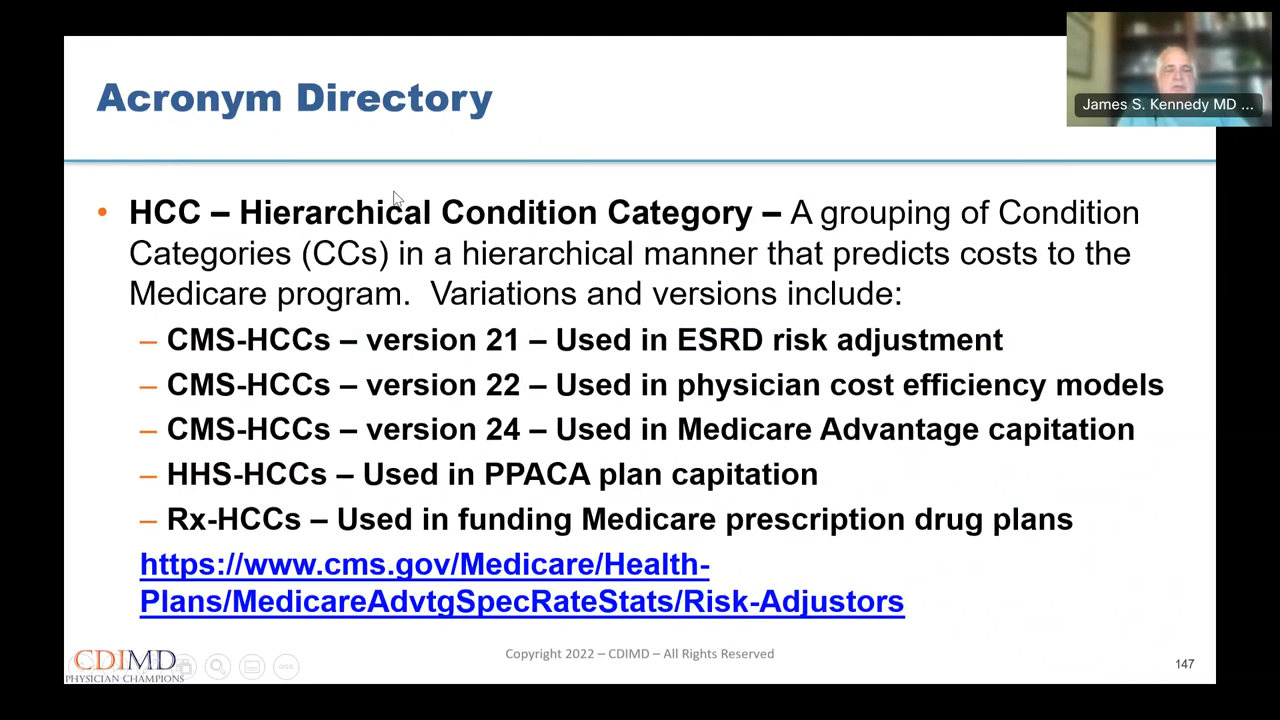 Acronym Directory
James S. Kennedy MD ...
• HCC – Hierarchical Condition Category – A grouping of Condition
Categories (CCs) in a hierarchical manner that predicts costs to the
Medicare program.  Variations and versions include:
– CMS-HCCs – version 21 – Used in ESRD risk adjustment
– CMS-HCCs – version 22 – Used in physician cost efficiency models
– CMS-HCCs – version 24 – Used in Medicare Advantage capitation
– HHS-HCCs – Used in PPACA plan capitation
– Rx-HCCs – Used in funding Medicare prescription drug plans
https://www.cms.gov/Medicare/Health-
Plans/MedicareAdvtgSpecRateStats/Risk-Adjustors
CDIMD
PHYSICIAN CHAMPIONS
Copyright 2022 – CDIMD – All Rights Reserved
147